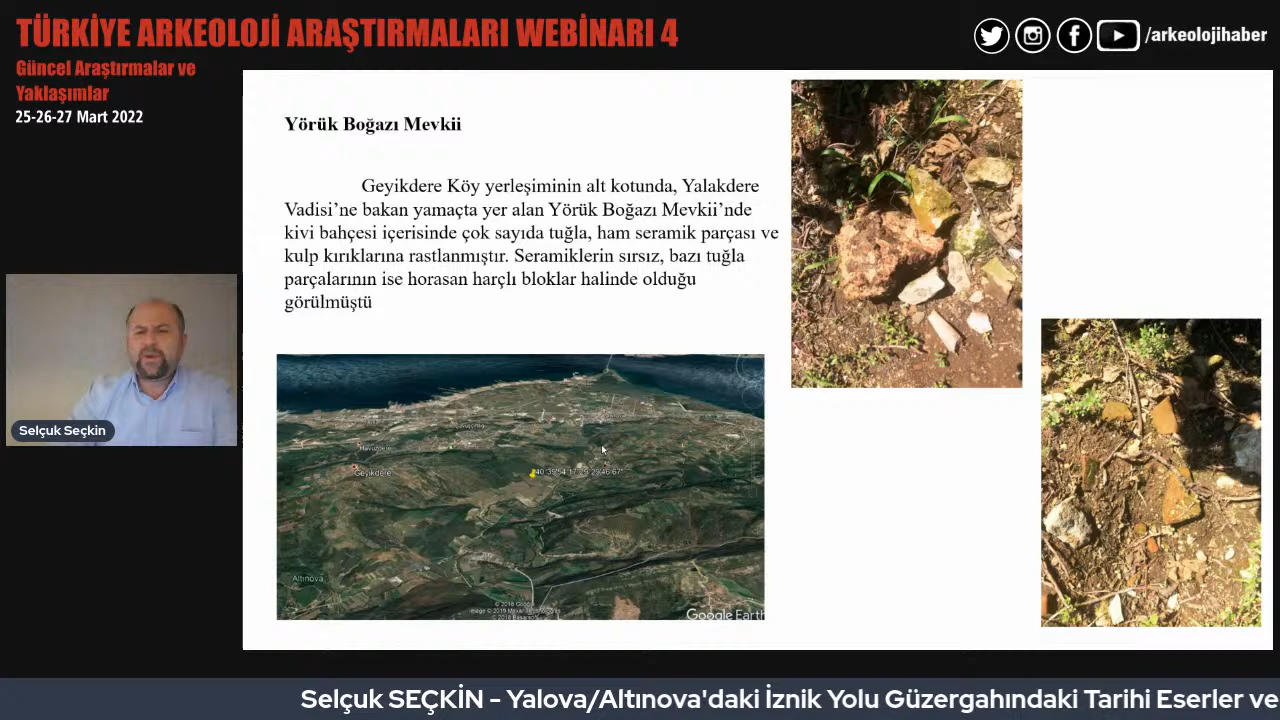 TÜRKİYE ARKEOLOJİ ARAŞTIRMALARI WEBİNARI 4
/arkeolojihaber
Güncel Araştırmalar ve
Yaklaşımlar
25-26-27 Mart 2022
Yörük Boğazı Mevkii
Geyikdere Köy yerleşiminin alt kotunda, Yalakdere
Vadisi’ne bakan yamaçta yer alan Yörük Boğazı Mevkii’nde
kivi bahçesi içerisinde çok sayıda tuğla, ham seramik parçası ve
kulp kırıklarına rastlanmıştır. Seramiklerin sırsız, bazı tuğla
parçalarının ise horasan harçlı bloklar halinde olduğu
görülmüştü
Selçuk Seçkin
Havuzdere
Geyikdere
Altınova
Google Earth
Selçuk SEÇKİN - Yalova/Altınova'daki İznik Yolu Güzergahındaki Tarihi Eserler ve